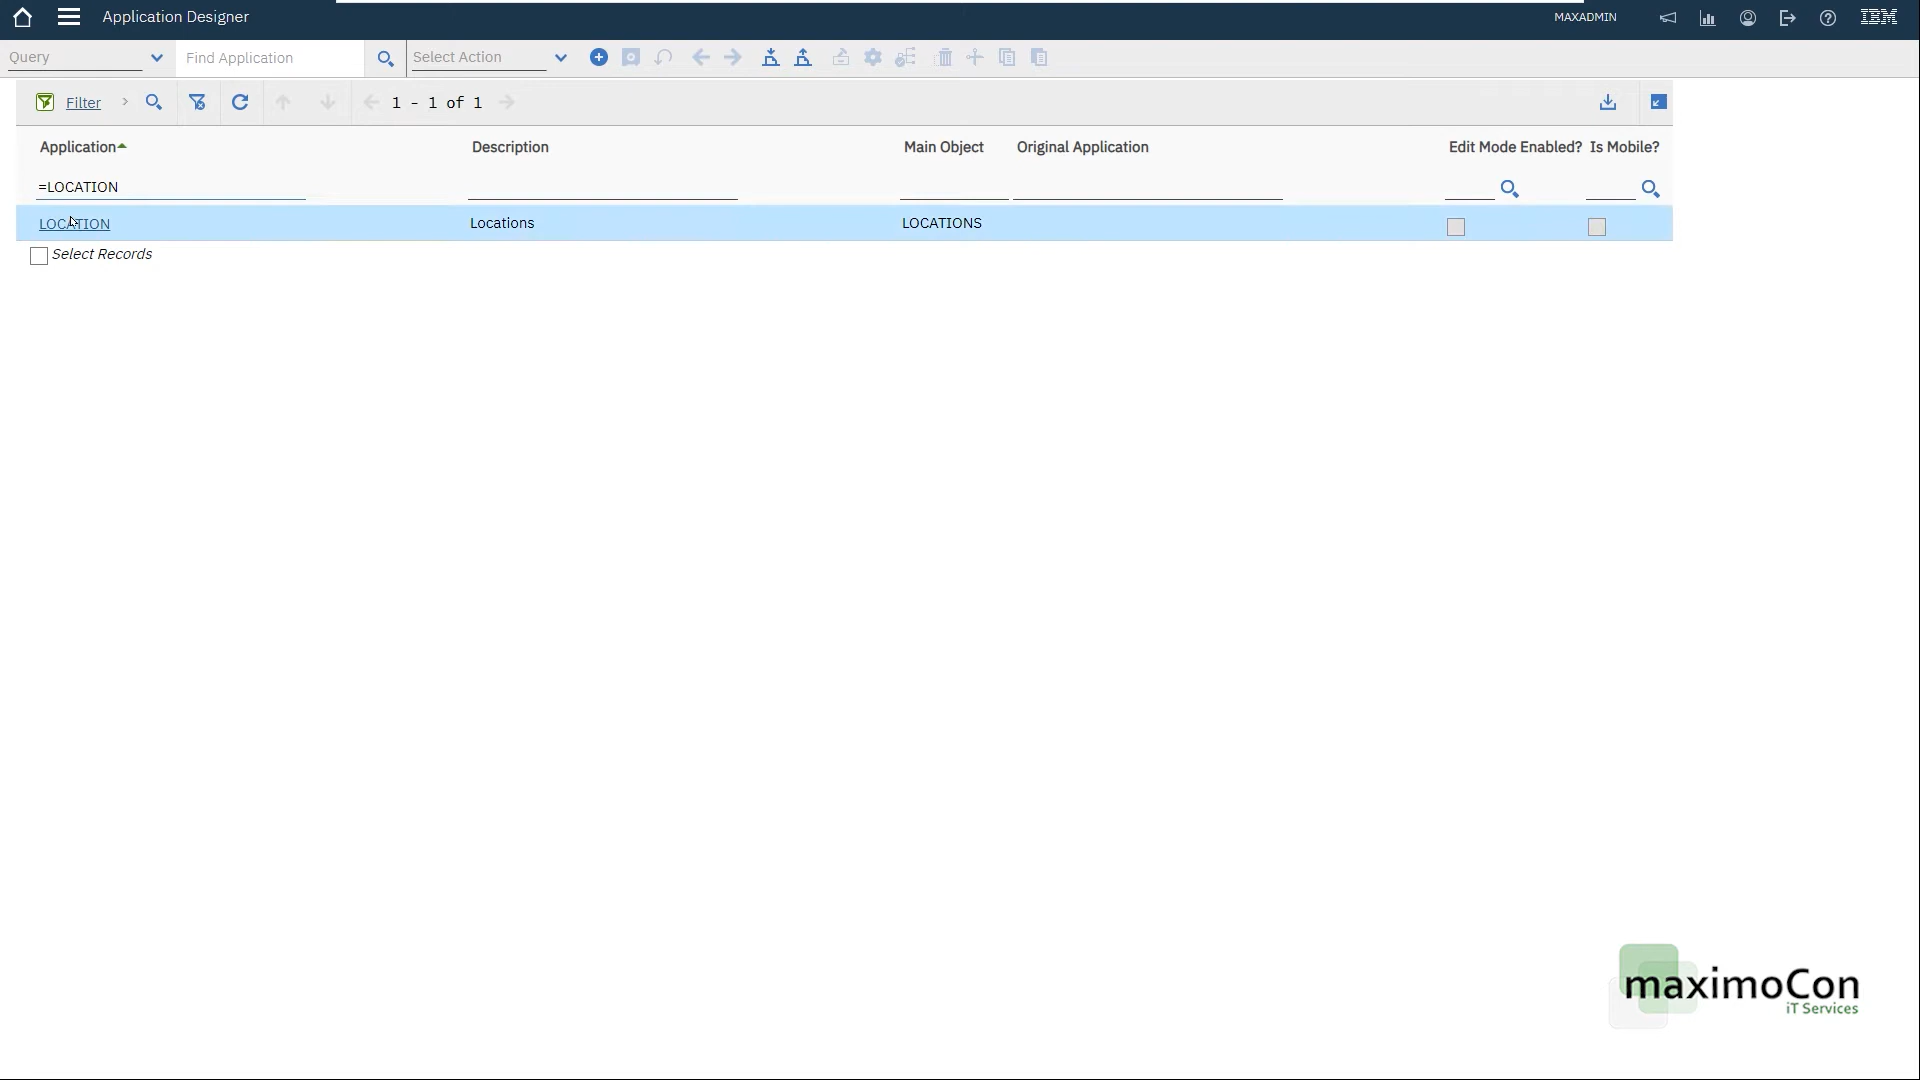 Application Designer
MAXADMIN
IBM
Query
Find Application
Select Action
Filter
1 - 1 of 1
Application
Description
Main Object
Original Application
Edit Mode Enabled?
Is Mobile?
=LOCATION
LOCATION
Locations
LOCATIONS
Select Records
maximoCon
iT Services